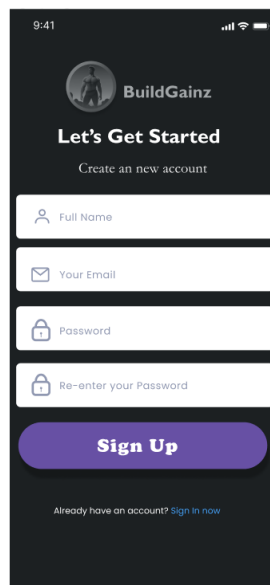 9:41
BuildGainz
Let's Get Started
Create an new account
Full Name
Your Email
Password
Re-enter your Password
Sign Up
Already have an account? Sign In now